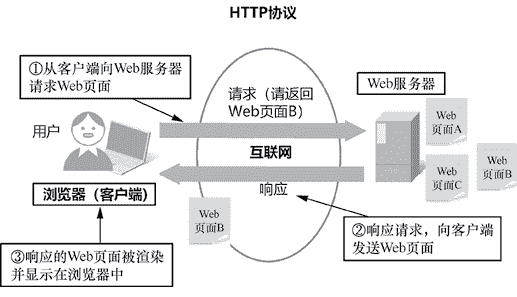 HTTP协议
①从客户端向Web服务器
请求Web页面
请求（请返回
Web页面B）
Web服务器
用户
互联网
Web
页面A
Web
页面C
Web
页面B
响应
浏览器（客户端）
Web
页面B
②响应请求，向客户端
发送Web页面
③响应的Web页面被渲染
并显示在浏览器中